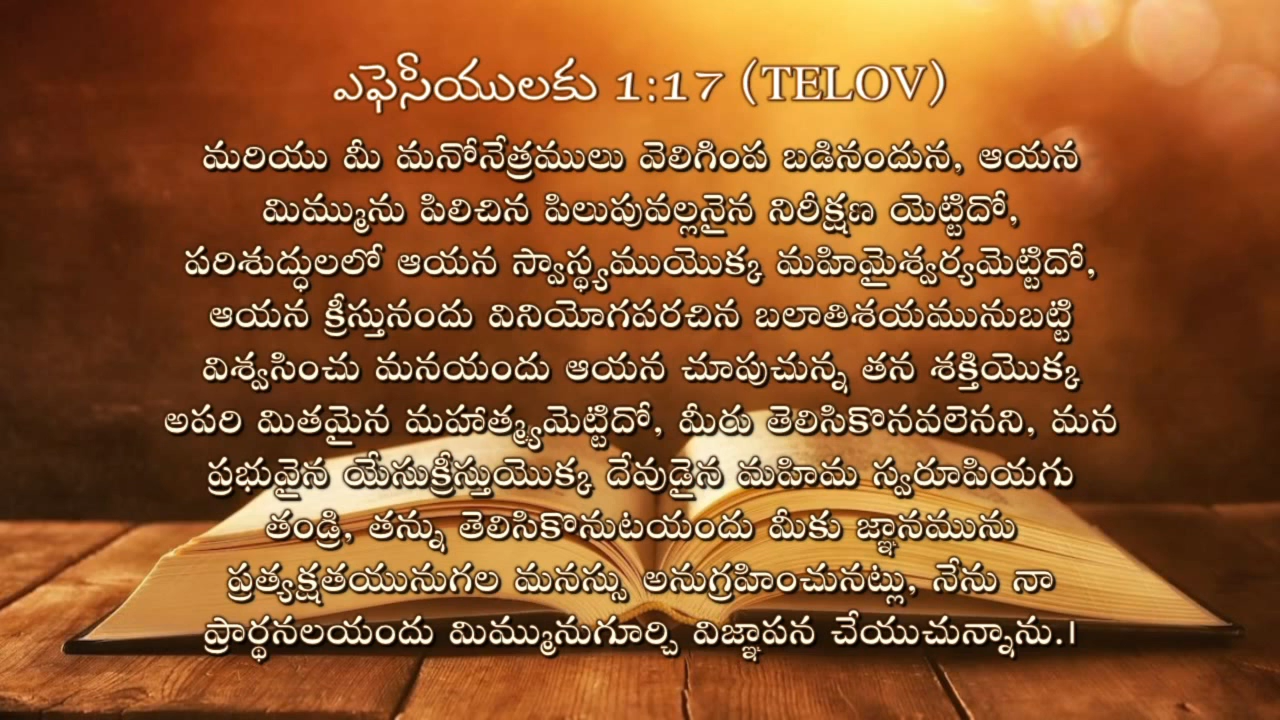 ఎఫెసీయులకు 1:17 (TELOV)
మరియు మీ మనోనేత్రములు వెలిగింప బడినందున, ఆయన
మిమ్మును పిలిచిన పిలుపువల్లనైన నిరీక్షణ యెట్టిదో,
పరిశుద్ధులలో ఆయన స్వాస్థ్యముయొక్క మహిమైశ్వర్యమెట్టిదో,
ఆయన క్రీస్తునందు వినియోగపరచిన బలాతిశయమునుబట్టి
విశ్వసించు మనయందు ఆయన చూపుచున్న తన శక్తియొక్క
అపరి మితమైన మహాత్మ్యమెట్టిదో, మీరు తెలిసికొనవలెనని, మన
ప్రభువైన యేసుక్రీస్తుయొక్క దేవుడైన మహిమ స్వరూపియగు
తండ్రి, తన్ను తెలిసికొనుటయందు మీకు జ్ఞానమును
ప్రత్యక్షతయునుగల మనస్సు అనుగ్రహించునట్లు, నేను నా
ప్రార్థనలయందు మిమ్మునుగూర్చి విజ్ఞాపన చేయుచున్నాను.।